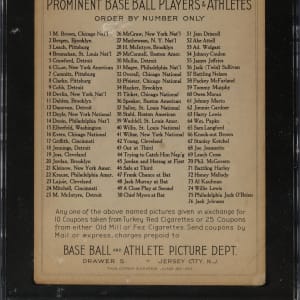 PROMINENT BASE BALL PLAYERS & ATHLETES
ORDER BY NUMBER ONLY
1 M. Brown, Chicago Nat'l
2 Bergen, Brooklyn
3 Leach, Pittsburg
4 Bresnahan, St. Louis Nat'l
5 Crawford, Detroit
6 Chase, New York American
7 Camnitz, Pittsburg
8 Clarke, Pittsburg
9 Cobb, Detroit
10 Devlin, New York Nat'l
11 Dahlen, Brooklyn
12 Donovan, Detroit
13 Doyle, New York National
14 Dooin, Philadelphia Nat'l
15 Elberfeld, Washington
16 Evers, Chicago National
17 Griffith, Cincinnati
18 Jennings, Detroit
19 Joss, Cleveland
20 Jordan, Brooklyn
21 Kleinow, New York Amer.
22 Krause, Philadelphia Amer.
23 Lajoie, Cleveland
24 Mitchell, Cincinnati
25 M. McIntyre, Detroit
26 McGraw, New York Nat'l
27 Mathewson, N. Y. Nat'l
28 H. McIntyre, Brooklyn
29 McConnell, Boston Amer.
30 Mullin, Detroit
31 Magee, Philadelphia Nat'l
32 Overall, Chicago National
33 Pfeister, Chicago National
34 Rucker, Brooklyn
35 Tinker, Chicago National
36 Speaker, Boston American
37 Sallee, St. Louis National
38 Stahl, Boston American
39 Waddell, St. Louis Amer.
40 Willis, St. Louis National
41 Wiltse, New York National
42 Young, Cleveland
43 Out at Third
44 Trying to Catch Him Nap'g
45 Jordan and Herzog at First
46 Safe at Third
47 Frank Chance at Bat
48 Jack Murray at Bat
49 A Close Play at Second
50 Chief Myers at Bat
51 Jim Driscoll
52 Abe Attell
53 Ad. Wolgast
54 Johnny Coulon
55 James Jeffries
56 Jack (Twin) Sullivan
57 Battling Nelson
58 Packey McFarland
59 Tommy Murphy
60 Owen Moran
61 Johnny Marto
62 Jimmie Gardner
63 Harry Lewis
64 Wm. Papke
65 Sam Langford
66 Knock-out Brown
67 Stanley Ketchel
68 Joe Jeannette
69 Leach Cross
70 Phil. McGovern
71 Battling Hurley
72 Honey Mellody
73 Al Kaufman
74 Willie Lewis
75 Philadelphia Jack O'Brien
76 Jack Johnson
Any one of the above named pictures given in exchange for
10 Coupons taken from Turkey Red Cigarettes or 25 Coupons
from either Old Mill or Fez Cigarettes. Send coupons by
Mail or express, charges prepaid to
BASE BALL AND ATHLETE PICTURE DEPT.
DRAWER S JERSEY CITY, N.J.
THIS OFFER EXPIRES JUNE 30, 1911.